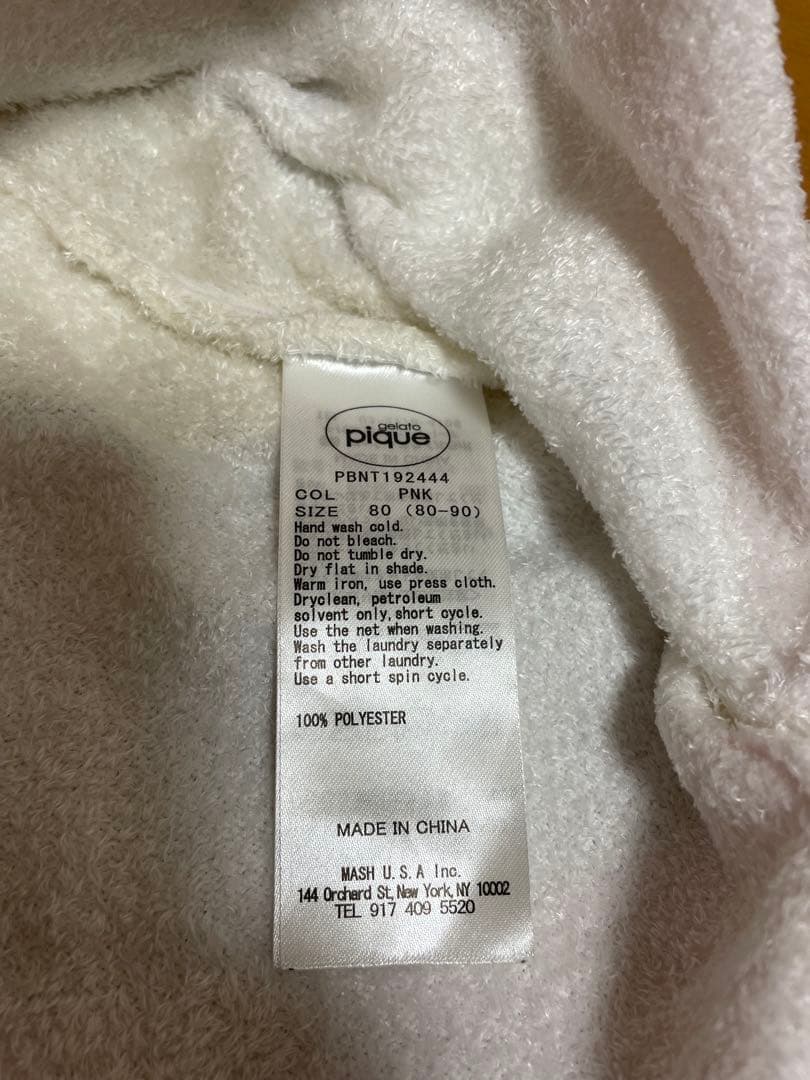 gelato
pique
PBNT192444
COL PNK
SIZE 80 (80-90)
Hand wash cold.
Do not bleach.
Do not tumble dry.
Dry flat in shade.
Warm iron, use press cloth.
Dryclean, petroleum
solvent only, short cycle.
Use the net when washing.
Wash the laundry separately
from other laundry.
Use a short spin cycle.
100% POLYESTER
MADE IN CHINA
MASH U.S.A Inc.
144 Orchard St, New York, NY 10002
TEL 917 409 5520